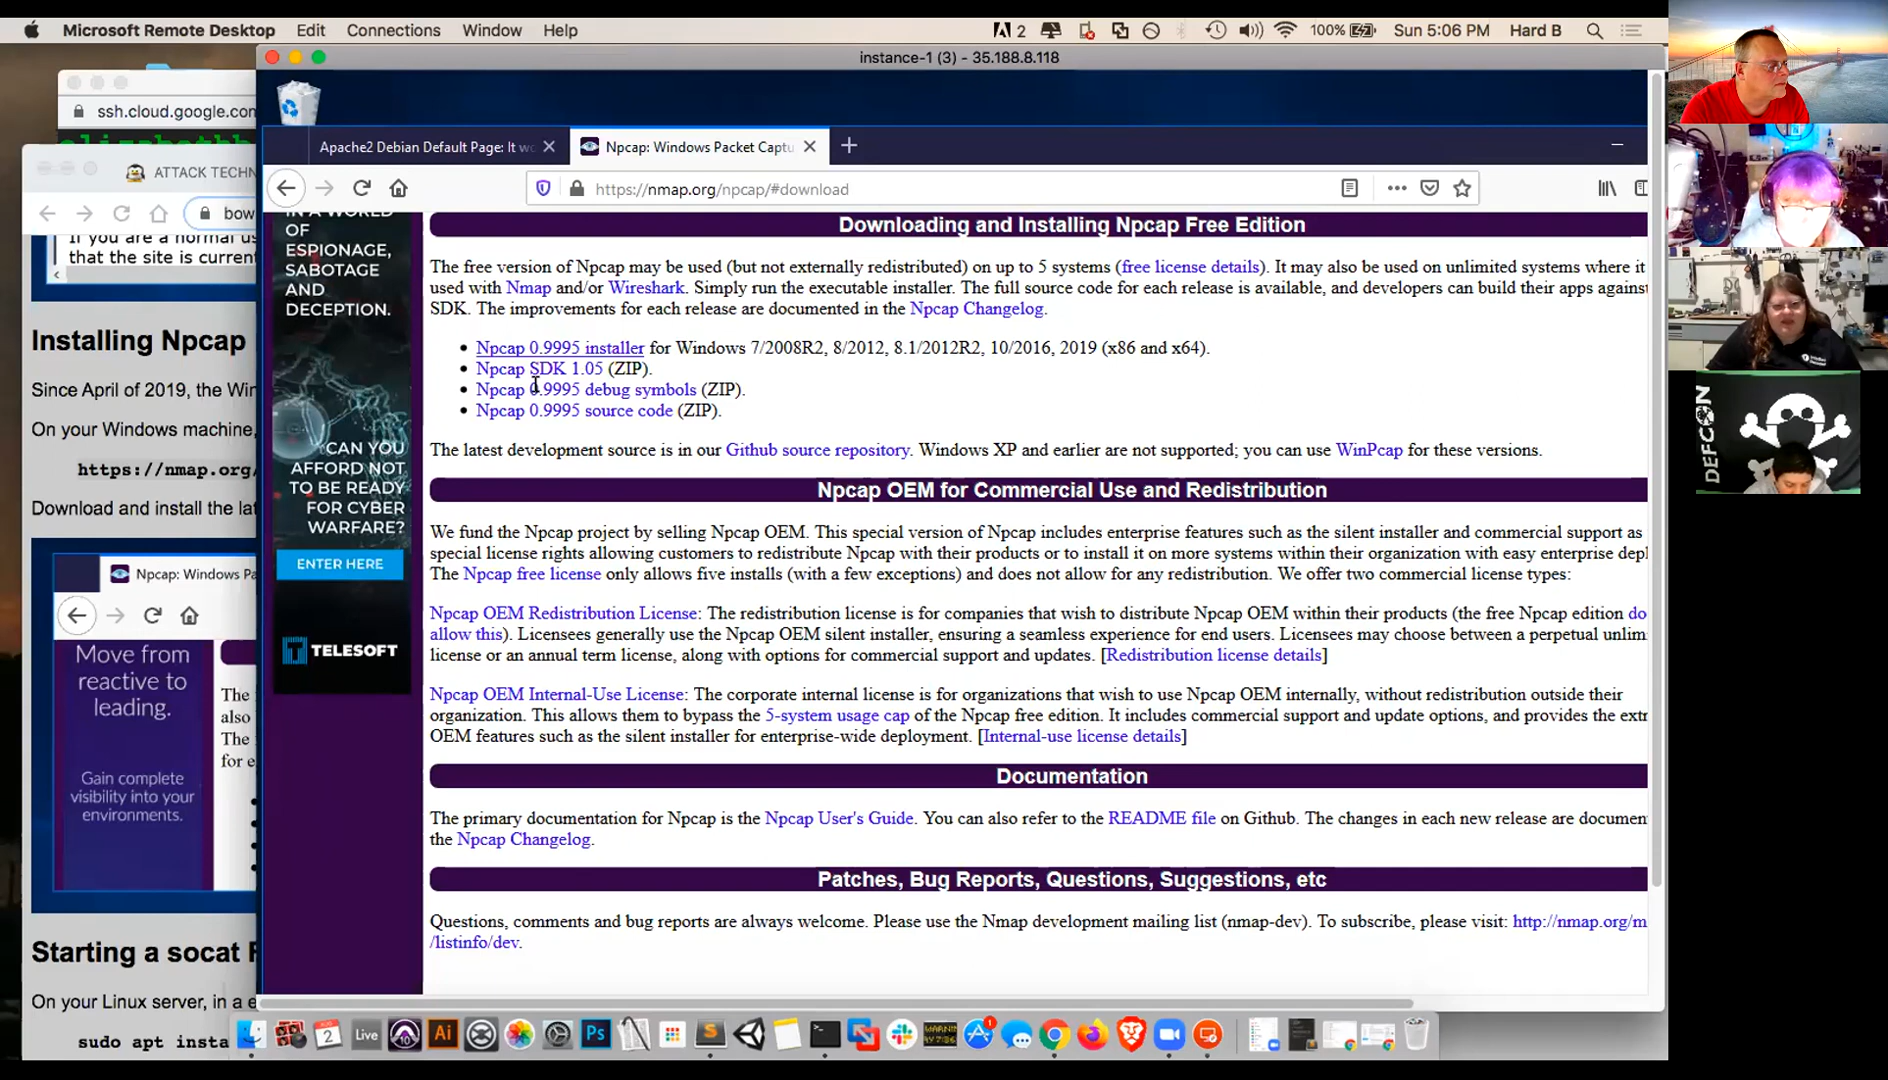 Microsoft Remote Desktop Edit Connections Window Help 2 100% Sun 5:06 PM Hard B
instance-1 (3) - 35.188.8.118
ssh.cloud.google.con
ATTACK TECHN
bow
If you are a normal us
that the site is current
Installing Npcap
Since April of 2019, the Win
On your Windows machine,
https://nmap.org/
Download and install the lat
Npcap: Windows Pa
Move from
reactive to
leading.
Gain complete
visibility into your
environments.
The
also
The
for e
Starting a socat
On your Linux server, in a e
sudo apt insta
Apache2 Debian Default Page: It wo
Npcap: Windows Packet Captu
https://nmap.org/npcap/#download
IN A WORLD
OF
ESPIONAGE,
SABOTAGE
AND
DECEPTION.
CAN YOU
AFFORD NOT
TO BE READY
FOR CYBER
WARFARE?
ENTER HERE
TELESOFT
Downloading and Installing Npcap Free Edition
The free version of Npcap may be used (but not externally redistributed) on up to 5 systems (free license details). It may also be used on unlimited systems where it
used with Nmap and/or Wireshark. Simply run the executable installer. The full source code for each release is available, and developers can build their apps against
SDK. The improvements for each release are documented in the Npcap Changelog.
Npcap 0.9995 installer for Windows 7/2008R2, 8/2012, 8.1/2012R2, 10/2016, 2019 (x86 and x64).
Npcap SDK 1.05 (ZIP).
Npcap 0.9995 debug symbols (ZIP).
Npcap 0.9995 source code (ZIP).
The latest development source is in our Github source repository. Windows XP and earlier are not supported; you can use WinPcap for these versions.
Npcap OEM for Commercial Use and Redistribution
We fund the Npcap project by selling Npcap OEM. This special version of Npcap includes enterprise features such as the silent installer and commercial support as
special license rights allowing customers to redistribute Npcap with their products or to install it on more systems within their organization with easy enterprise depl
The Npcap free license only allows five installs (with a few exceptions) and does not allow for any redistribution. We offer two commercial license types:
Npcap OEM Redistribution License: The redistribution license is for companies that wish to distribute Npcap OEM within their products (the free Npcap edition do
allow this). Licensees generally use the Npcap OEM silent installer, ensuring a seamless experience for end users. Licensees may choose between a perpetual unlim
license or an annual term license, along with options for commercial support and updates. [Redistribution license details]
Npcap OEM Internal-Use License: The corporate internal license is for organizations that wish to use Npcap OEM internally, without redistribution outside their
organization. This allows them to bypass the 5-system usage cap of the Npcap free edition. It includes commercial support and update options, and provides the extr
OEM features such as the silent installer for enterprise-wide deployment. [Internal-use license details]
Documentation
The primary documentation for Npcap is the Npcap User's Guide. You can also refer to the README file on Github. The changes in each new release are documen
the Npcap Changelog.
Patches, Bug Reports, Questions, Suggestions, etc
Questions, comments and bug reports are always welcome. Please use the Nmap development mailing list (nmap-dev). To subscribe, please visit: http://nmap.org/m
/listinfo/dev.
2 Live 10 Ai Ps 1
DEFCON